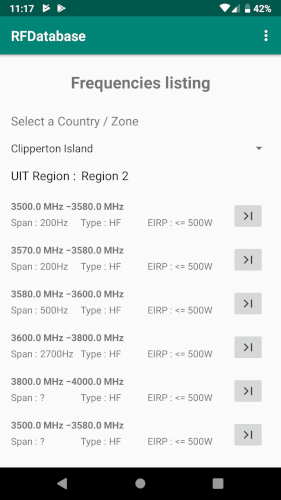 11:17 42%
RFDatabase
Frequencies listing
Select a Country / Zone
Clipperton Island
UIT Region : Region 2
3500.0 MHz −3580.0 MHz
Span : 200Hz Type : HF EIRP : <= 500W
3570.0 MHz −3580.0 MHz
Span : 200Hz Type : HF EIRP : <= 500W
3580.0 MHz −3600.0 MHz
Span : 500Hz Type : HF EIRP : <= 500W
3600.0 MHz −3800.0 MHz
Span : 2700Hz Type : HF EIRP : <= 500W
3800.0 MHz −4000.0 MHz
Span : ? Type : HF EIRP : <= 500W
3500.0 MHz −3580.0 MHz
Span : ? Type : HF EIRP : <= 500W